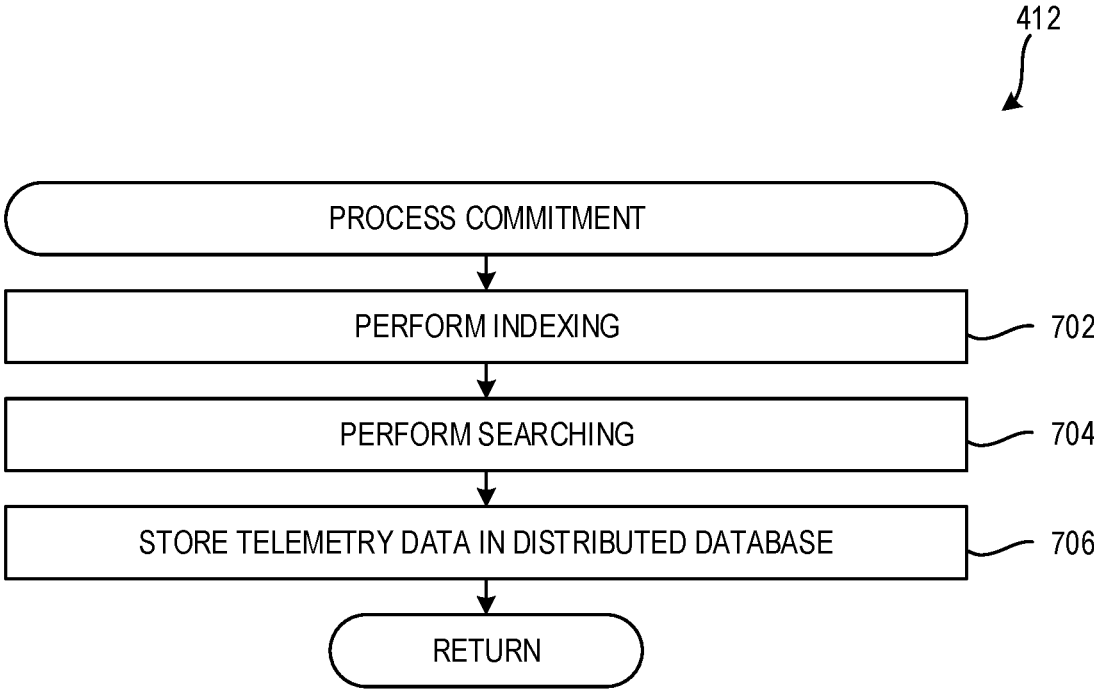 412
PROCESS COMMITMENT
PERFORM INDEXING
702
PERFORM SEARCHING
704
STORE TELEMETRY DATA IN DISTRIBUTED DATABASE
706
RETURN